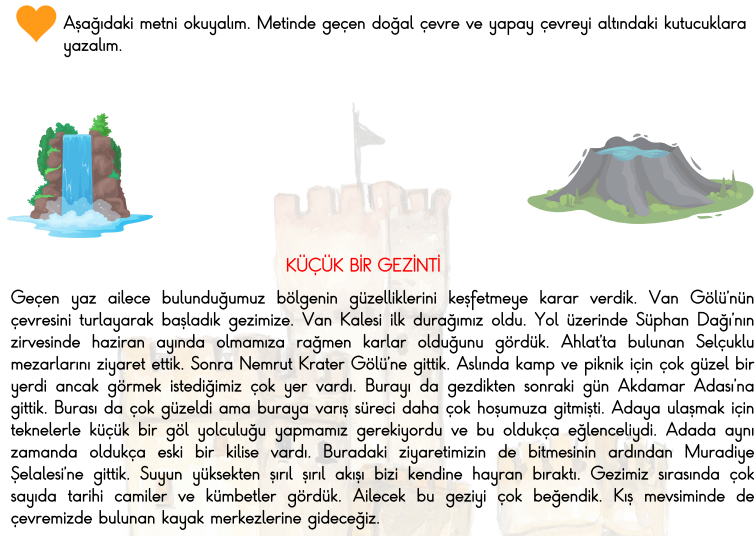 Aşağıdaki metni okuyalım. Metinde geçen doğal çevre ve yapay çevreyi altındaki kutucuklara
yazalım.
KÜÇÜK BİR GEZİNTİ
Geçen yaz ailece bulunduğumuz bölgenin güzelliklerini keşfetmeye karar verdik. Van Gölü'nün
çevresini turlayarak başladık gezimize. Van Kalesi ilk durağımız oldu. Yol üzerinde Süphan Dağı'nın
zirvesinde haziran ayında olmamıza rağmen karlar olduğunu gördük. Ahlat'ta bulunan Selçuklu
mezarlarını ziyaret ettik. Sonra Nemrut Krater Gölü'ne gittik. Aslında kamp ve piknik için çok güzel bir
yerdi ancak görmek istediğimiz çok yer vardı. Burayı da gezdikten sonraki gün Akdamar Adası'na
gittik. Burası da çok güzeldi ama buraya varış süreci daha çok hoşumuza gitmişti. Adaya ulaşmak için
teknelerle küçük bir göl yolculuğu yapmamız gerekiyordu ve bu oldukça eğlenceliydi. Adada aynı
zamanda oldukça eski bir kilise vardı. Buradaki ziyaretimizin de bitmesinin ardından Muradiye
Şelalesi'ne gittik. Suyun yüksekten şırıl şırıl akışı bizi kendine hayran bıraktı. Gezimiz sırasında çok
sayıda tarihi camiler ve kümbetler gördük. Ailecek bu geziyi çok beğendik. Kış mevsiminde de
çevremizde bulunan kayak merkezlerine gideceğiz.